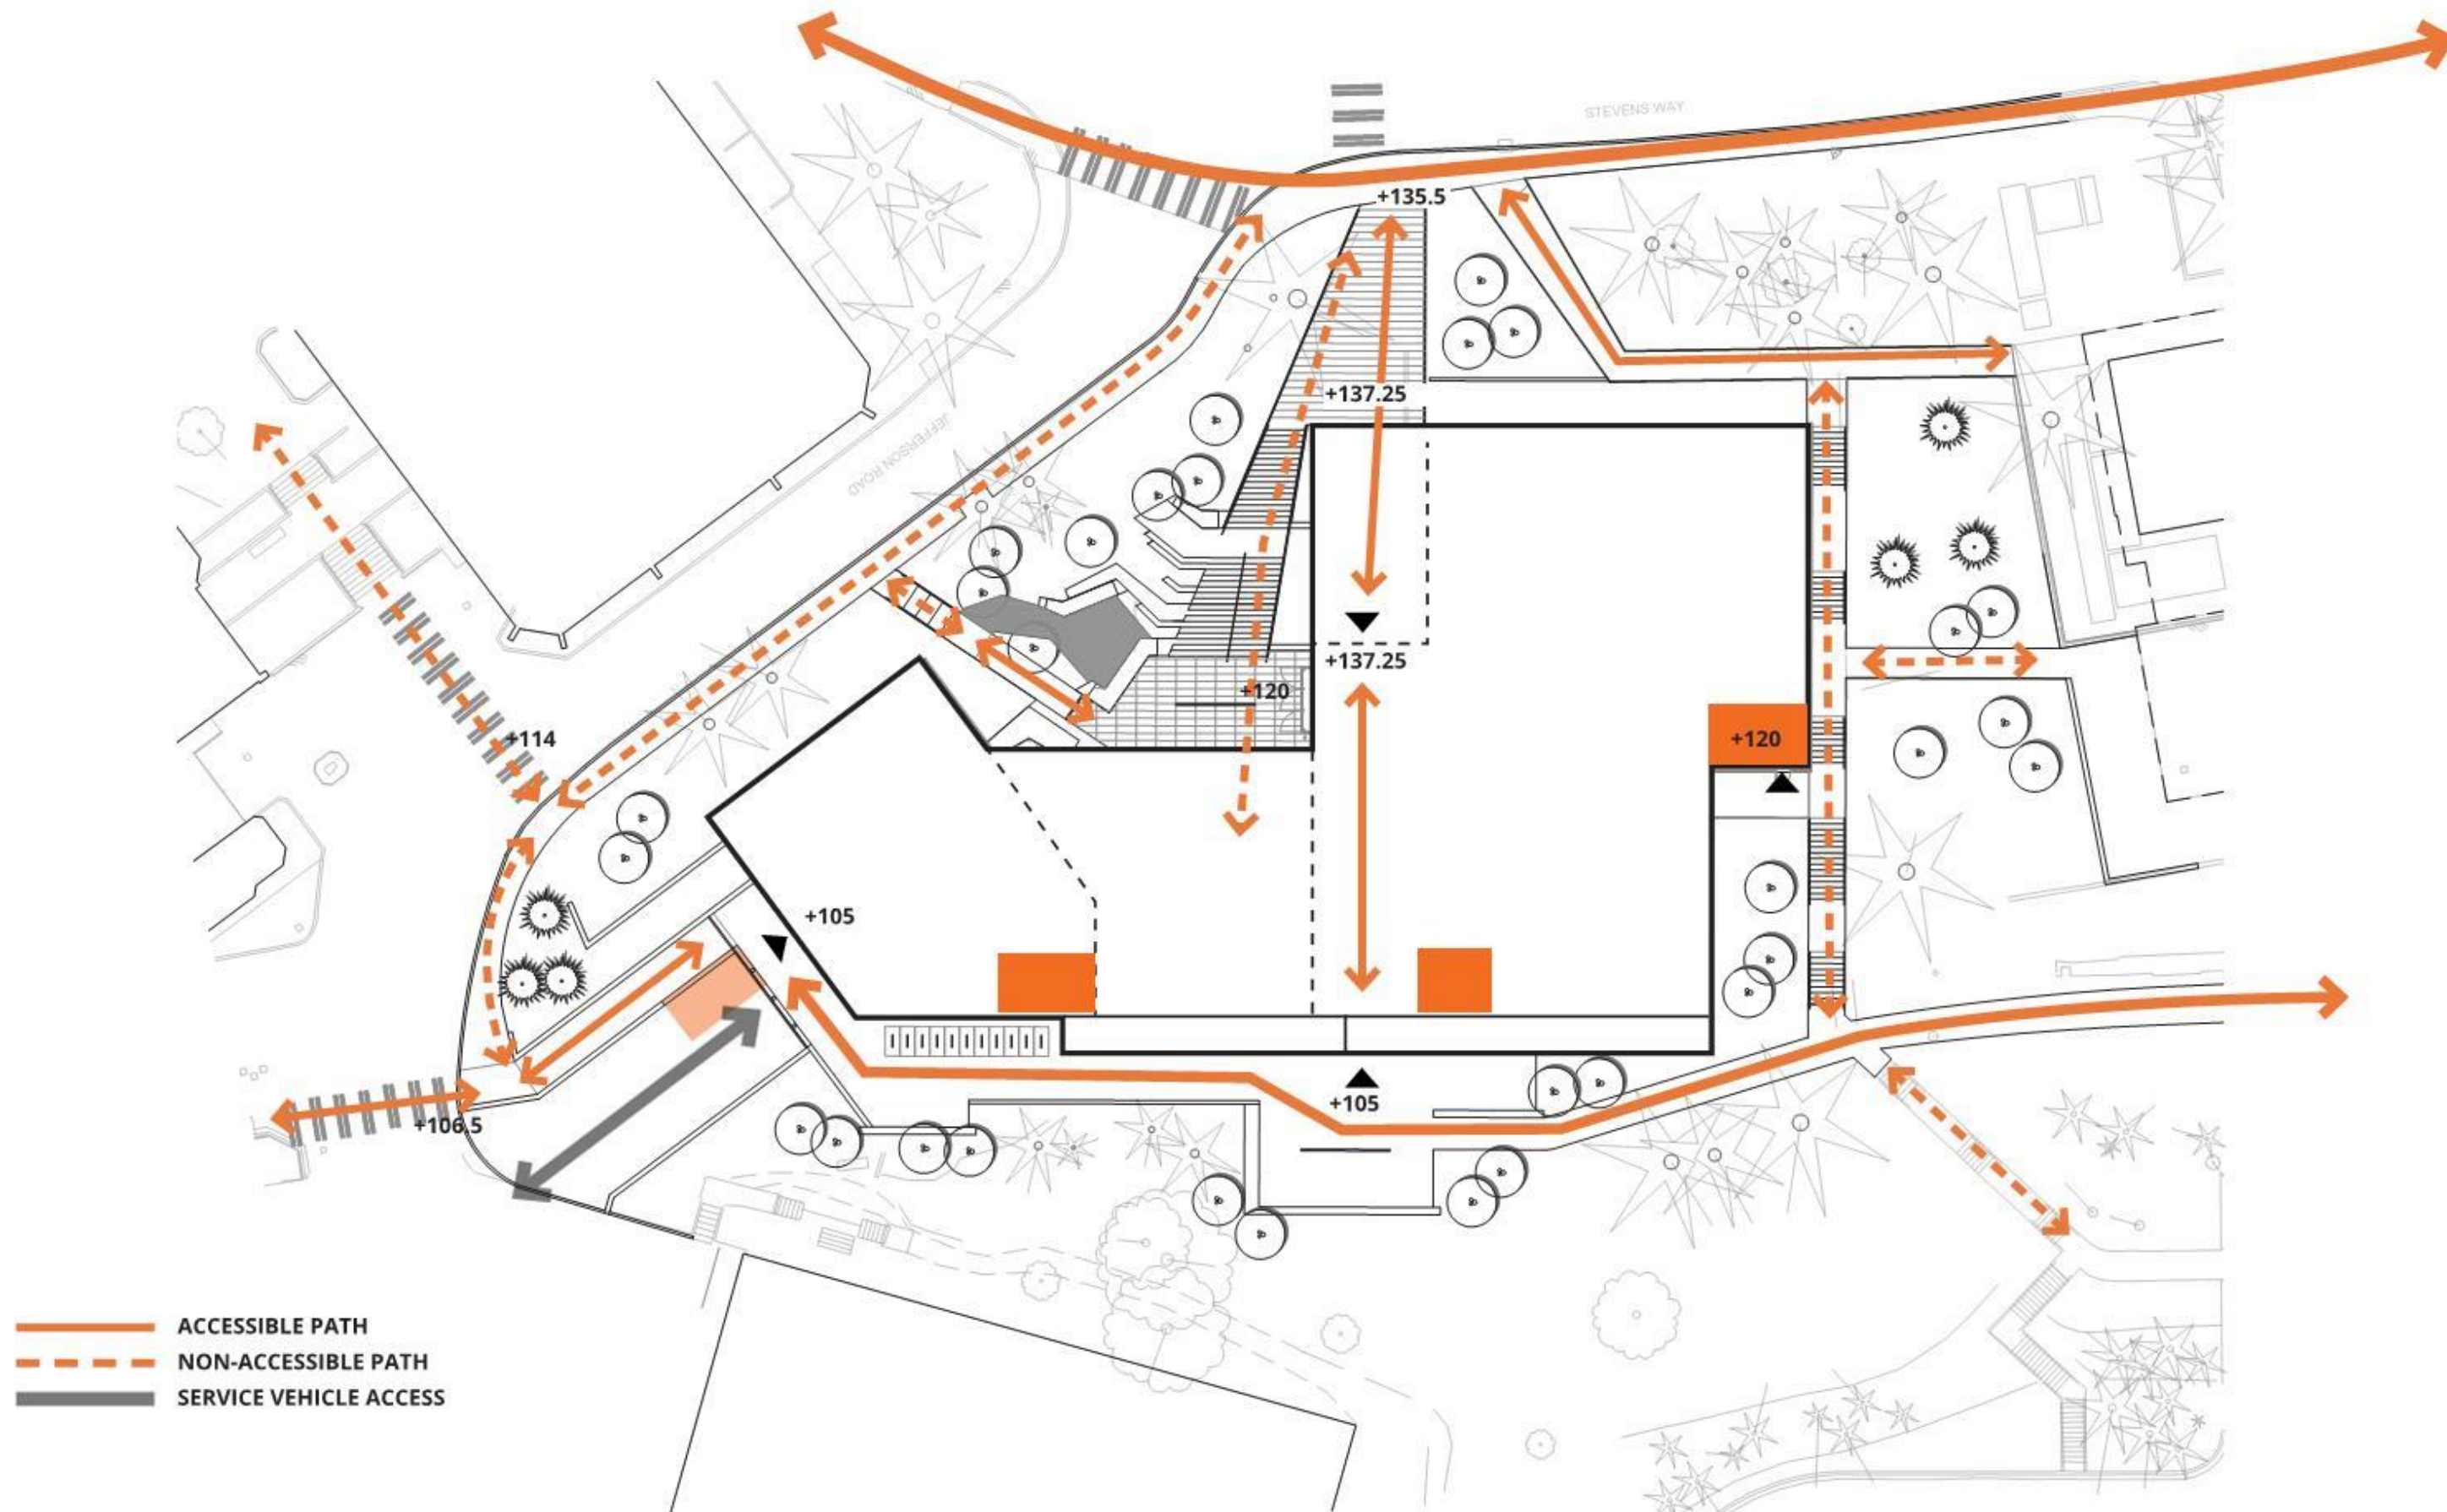 STEVENS WAY
+135.5
+137.25
JEFFERSON ROAD
+137.25
+120
+120
+114
+105
+105
+106.5
ACCESSIBLE PATH
NON-ACCESSIBLE PATH
SERVICE VEHICLE ACCESS